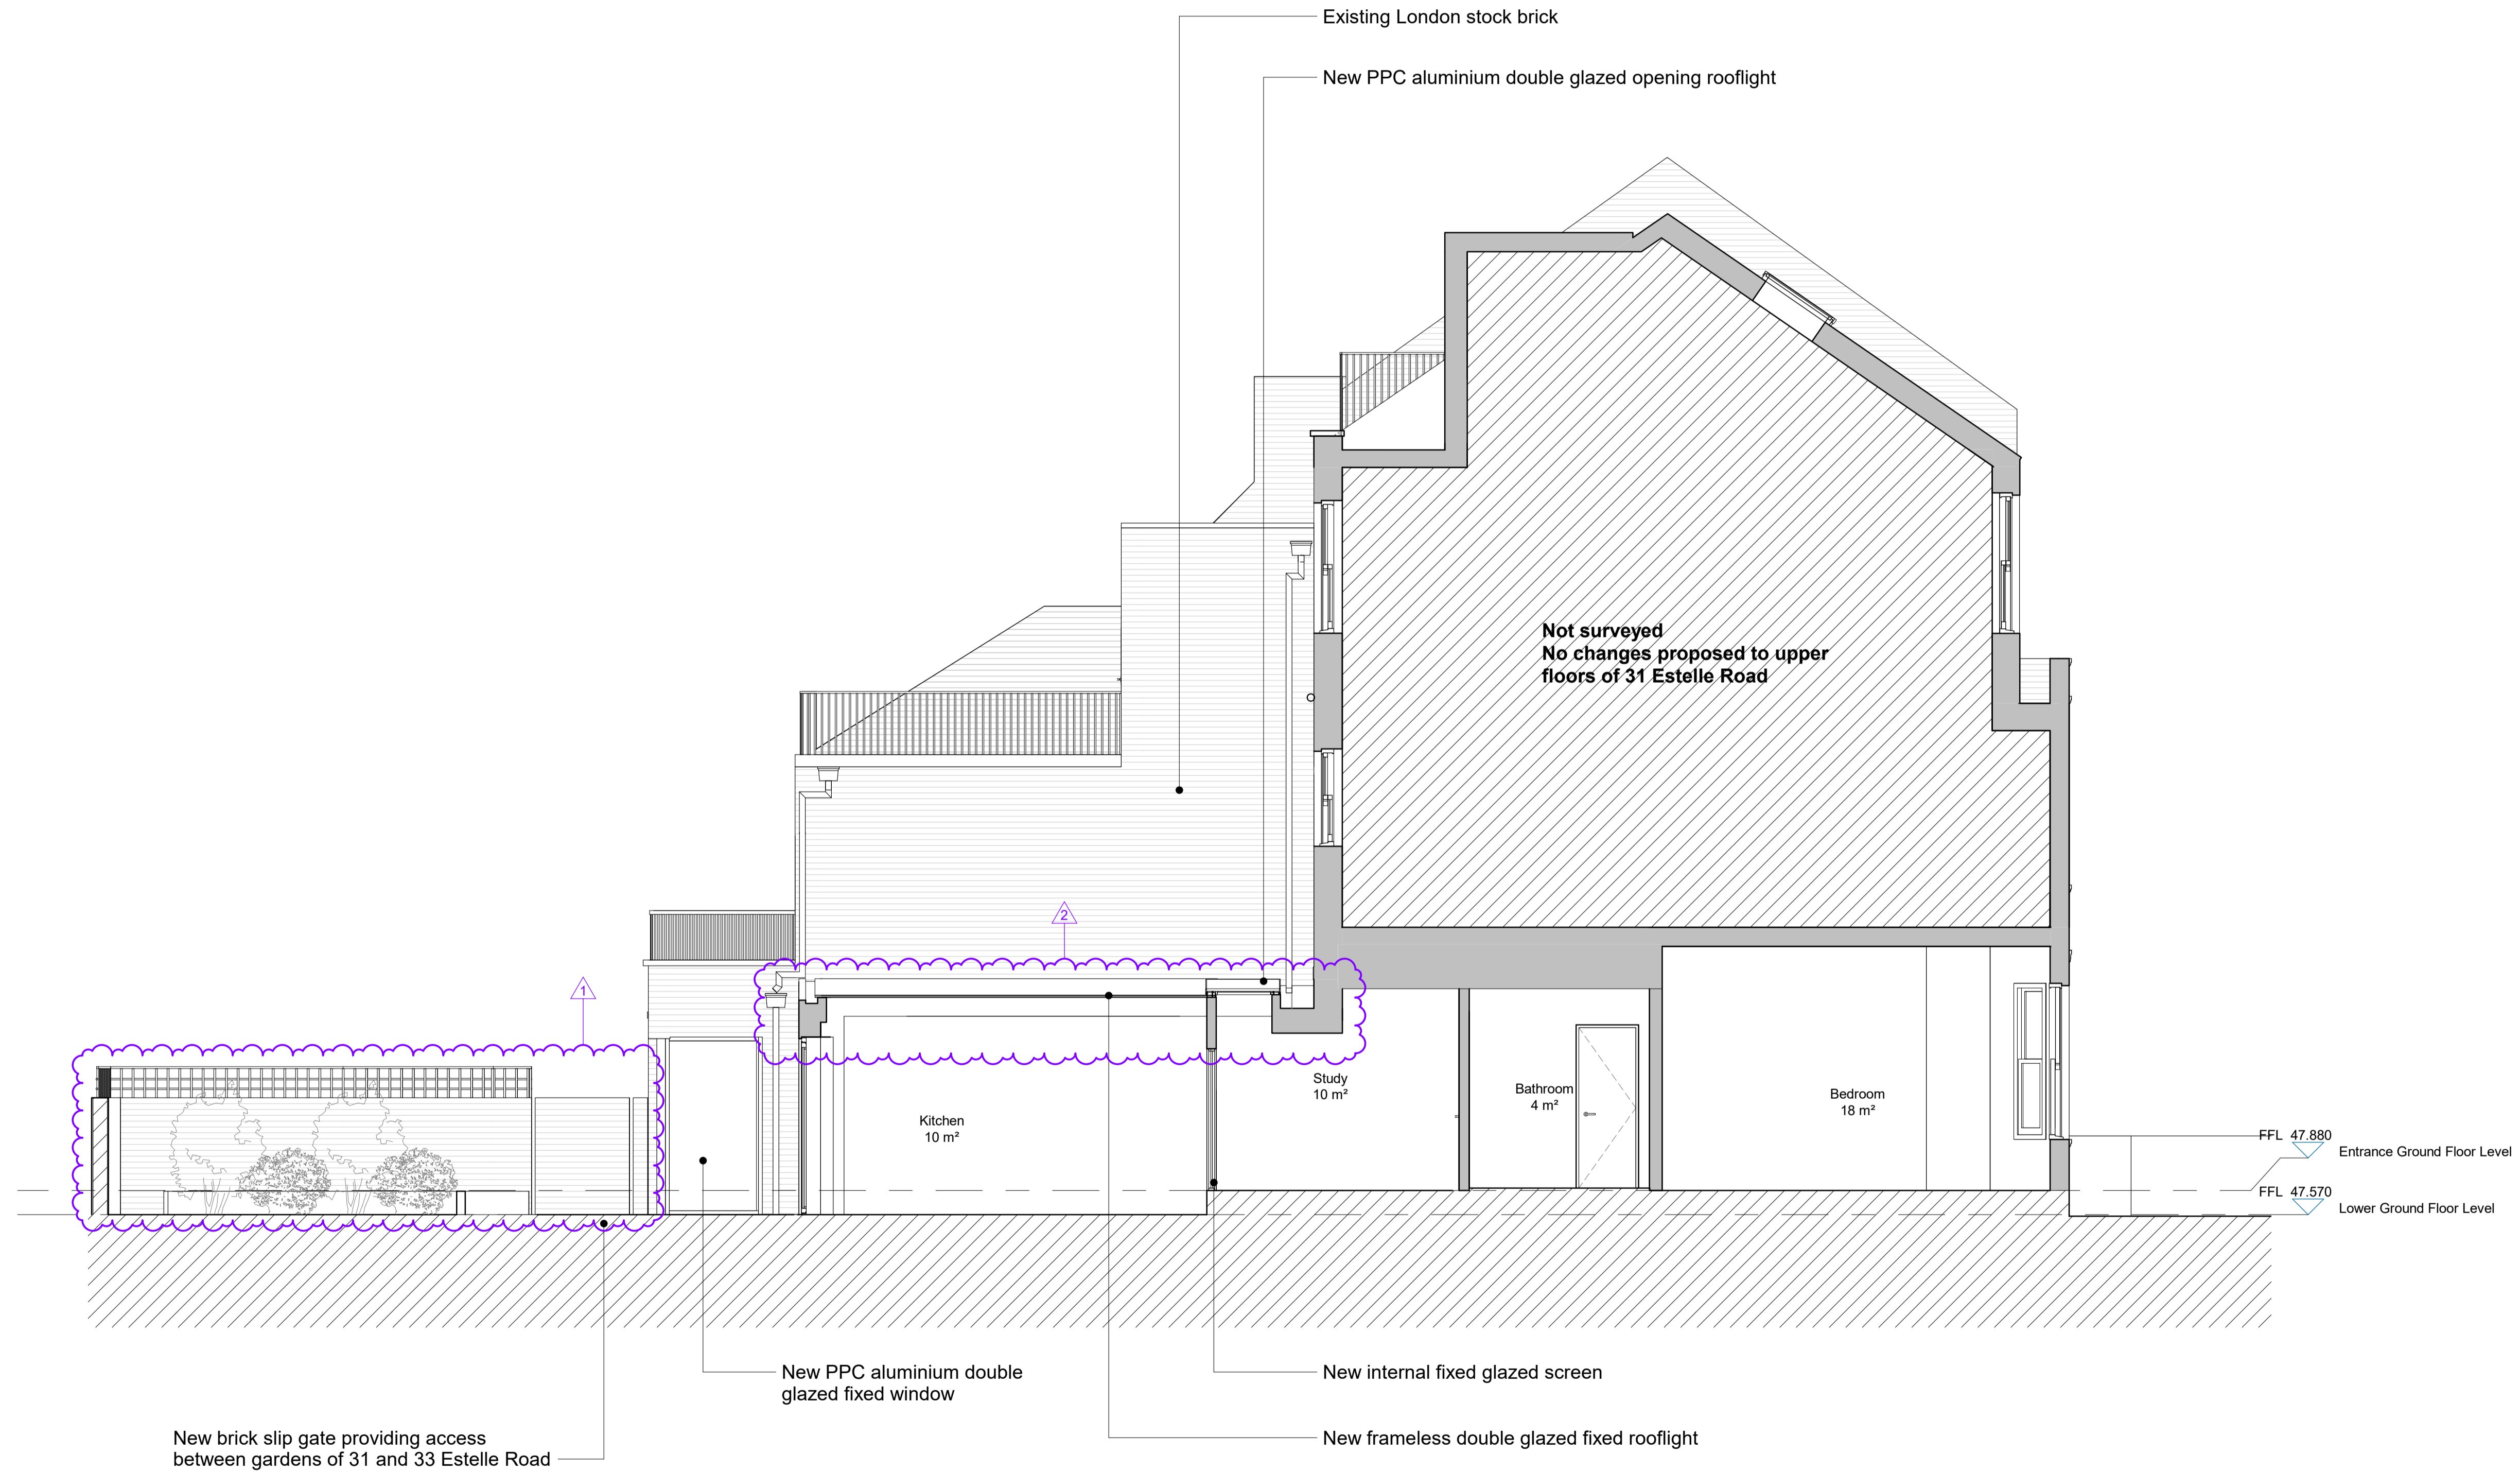 Existing London stock brick
New PPC aluminium double glazed opening rooflight
Not surveyed
No changes proposed to upper
floors of 31 Estelle Road
2
1
Study
10 m²
Bathroom
4 m²
Bedroom
18 m²
Kitchen
10 m²
FFL 47.880
Entrance Ground Floor Level
FFL 47.570
Lower Ground Floor Level
New PPC aluminium double
glazed fixed window
New internal fixed glazed screen
New brick slip gate providing access
between gardens of 31 and 33 Estelle Road
New frameless double glazed fixed rooflight